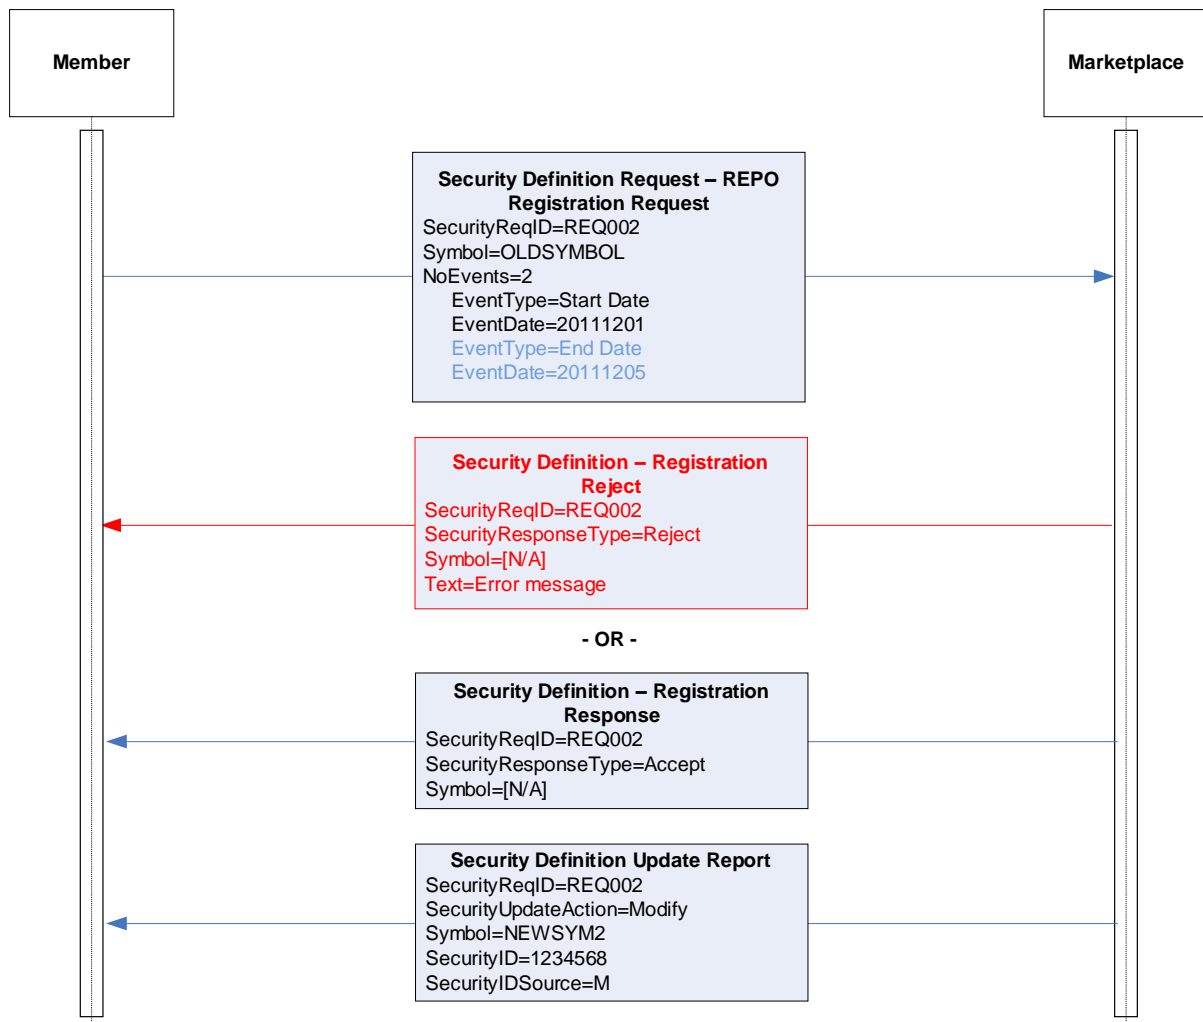 Member
Marketplace
Security Definition Request – REPO
Registration Request
SecurityReqID=REQ002
Symbol=OLDSYMBOL
NoEvents=2
EventType=Start Date
EventDate=20111201
EventType=End Date
EventDate=20111205
Security Definition – Registration
Reject
SecurityReqID=REQ002
SecurityResponseType=Reject
Symbol=[N/A]
Text=Error message
- OR -
Security Definition – Registration
Response
SecurityReqID=REQ002
SecurityResponseType=Accept
Symbol=[N/A]
Security Definition Update Report
SecurityReqID=REQ002
SecurityUpdateAction=Modify
Symbol=NEWSYM2
SecurityID=1234568
SecurityIDSource=M